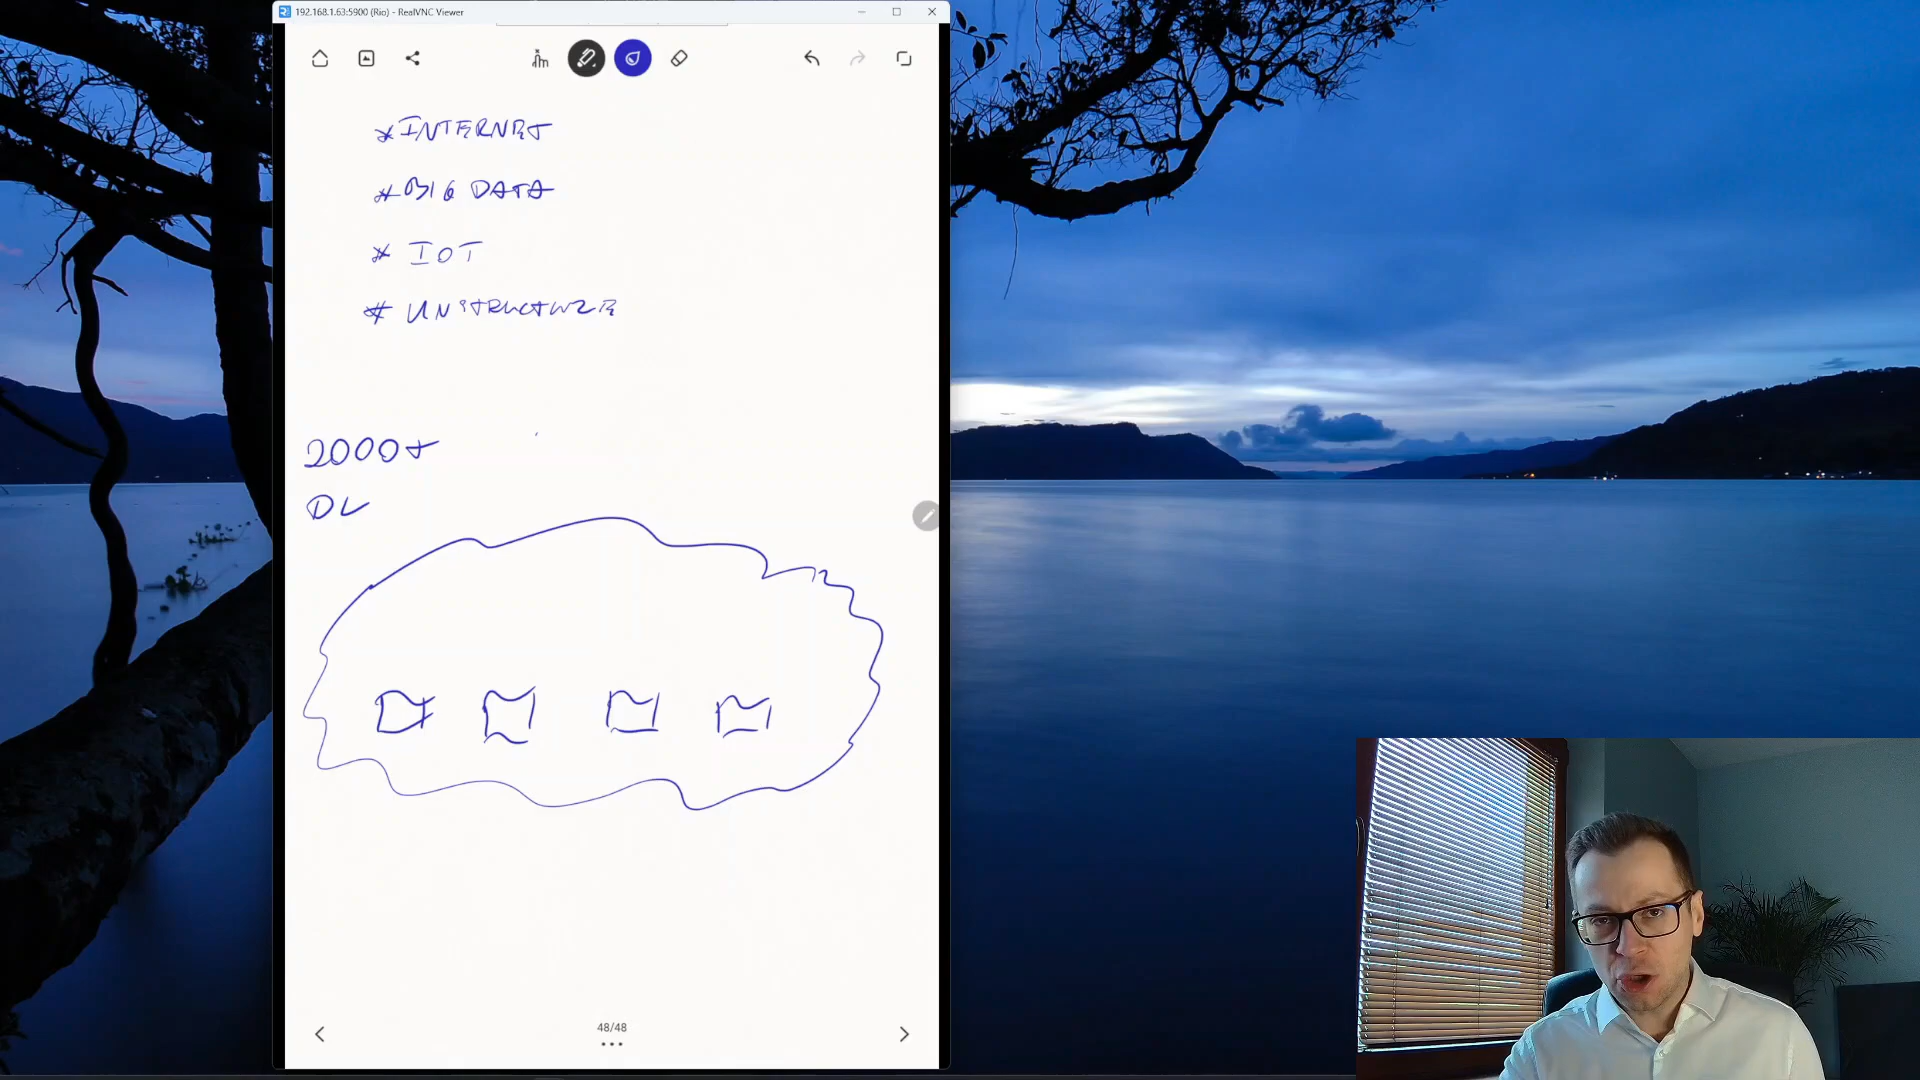 192.168.1.63:5900 (Rio) - RealVNC Viewer
* INTERNET
* BIG DATA
* IOT
* UNSTRUCTURE
2000+
DL
48/48